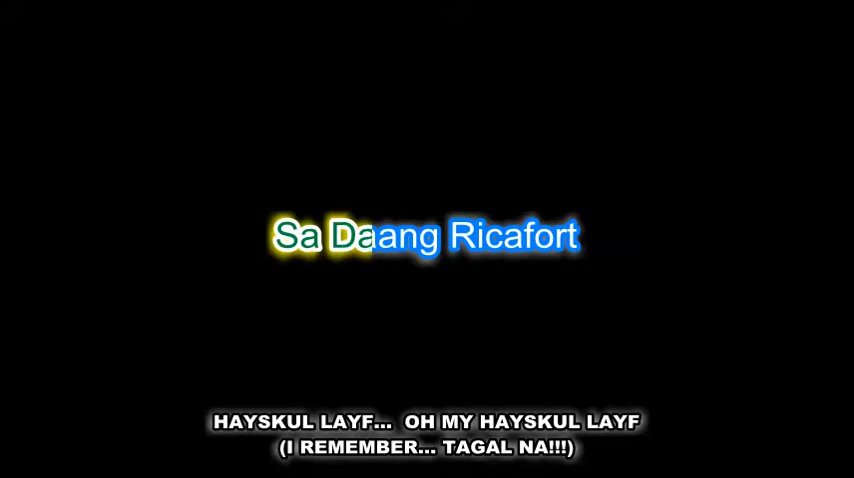 Sa Daang Ricafort
HAYSKUL LAYF... OH MY HAYSKUL LAYF
(I REMEMBER... TAGAL NA!!!)